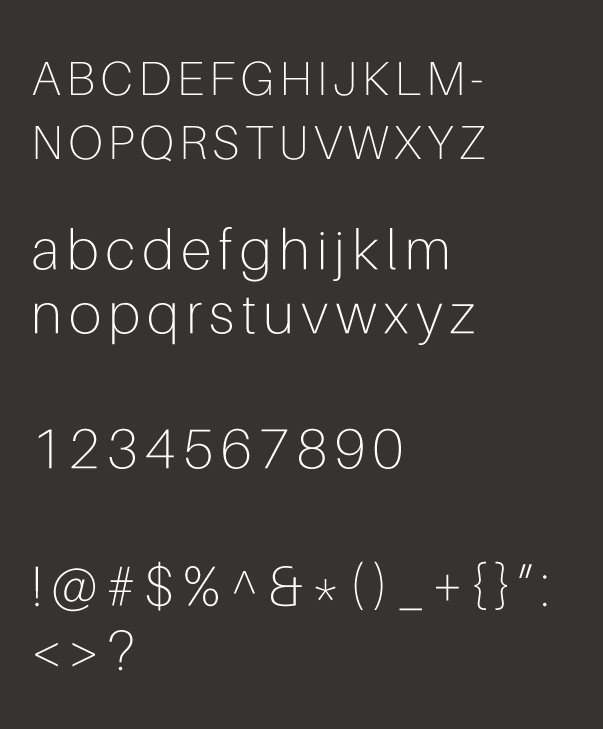 ABCDEFGHIJKLM-
NOPQRSTUVWXYZ
abcdefghijklm
nopqrstuvwxyz
1234567890
!@#$%^&*()_+{}":
<>?